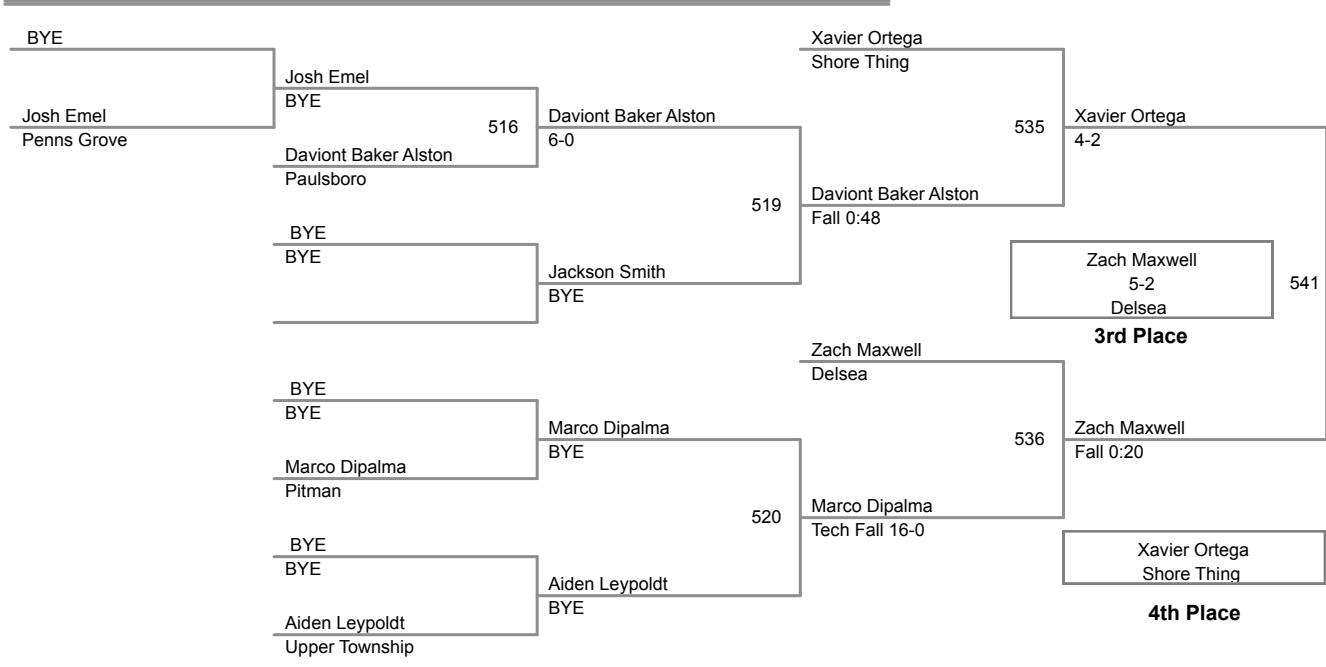 BYE
Josh Emel
Penns Grove
Josh Emel
BYE
516
Daviont Baker Alston
Paulsboro
BYE
BYE
Daviont Baker Alston
6-0
519
Jackson Smith
BYE
Xavier Ortega
Shore Thing
535
Daviont Baker Alston
Fall 0:48
Xavier Ortega
4-2
Zach Maxwell
5-2
Delsea
541
3rd Place
BYE
BYE
Marco Dipalma
Pitman
Marco Dipalma
BYE
520
BYE
BYE
Aiden Leypoldt
Upper Township
Aiden Leypoldt
BYE
Zach Maxwell
Delsea
536
Marco Dipalma
Tech Fall 16-0
Zach Maxwell
Fall 0:20
Xavier Ortega
Shore Thing
4th Place